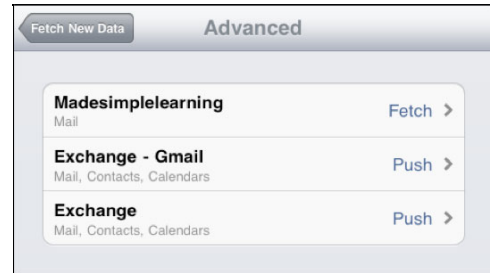 Fetch New Data
Advanced
Madesimplelearning
Mail
Fetch
Exchange - Gmail
Mail, Contacts, Calendars
Push
Exchange
Mail, Contacts, Calendars
Push